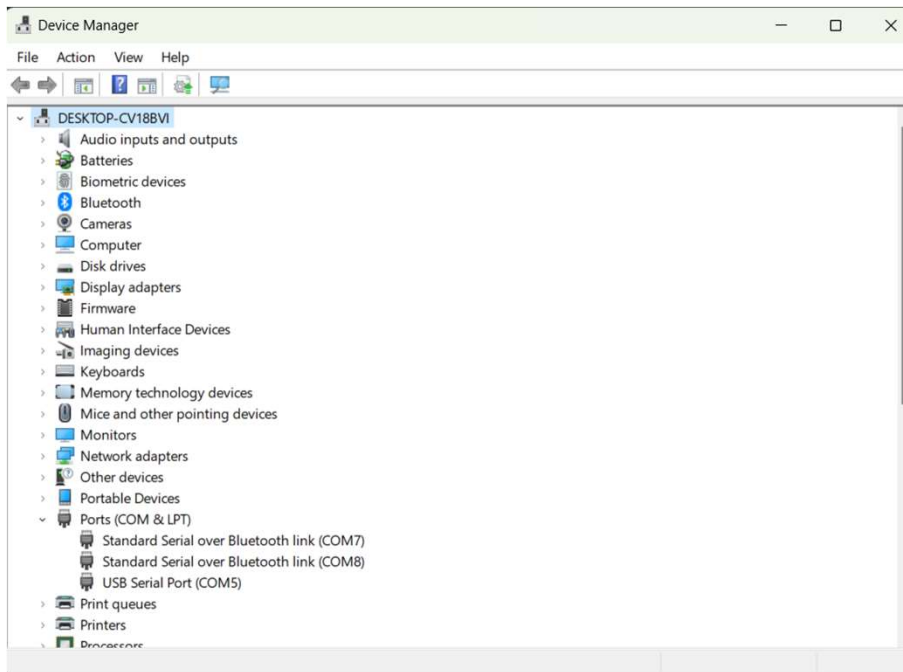 Device Manager
File Action View Help
DESKTOP-CV18BVI
Audio inputs and outputs
Batteries
Biometric devices
Bluetooth
Cameras
Computer
Disk drives
Display adapters
Firmware
Human Interface Devices
Imaging devices
Keyboards
Memory technology devices
Mice and other pointing devices
Monitors
Network adapters
Other devices
Portable Devices
Ports (COM & LPT)
Standard Serial over Bluetooth link (COM7)
Standard Serial over Bluetooth link (COM8)
USB Serial Port (COM5)
Print queues
Printers
Processors